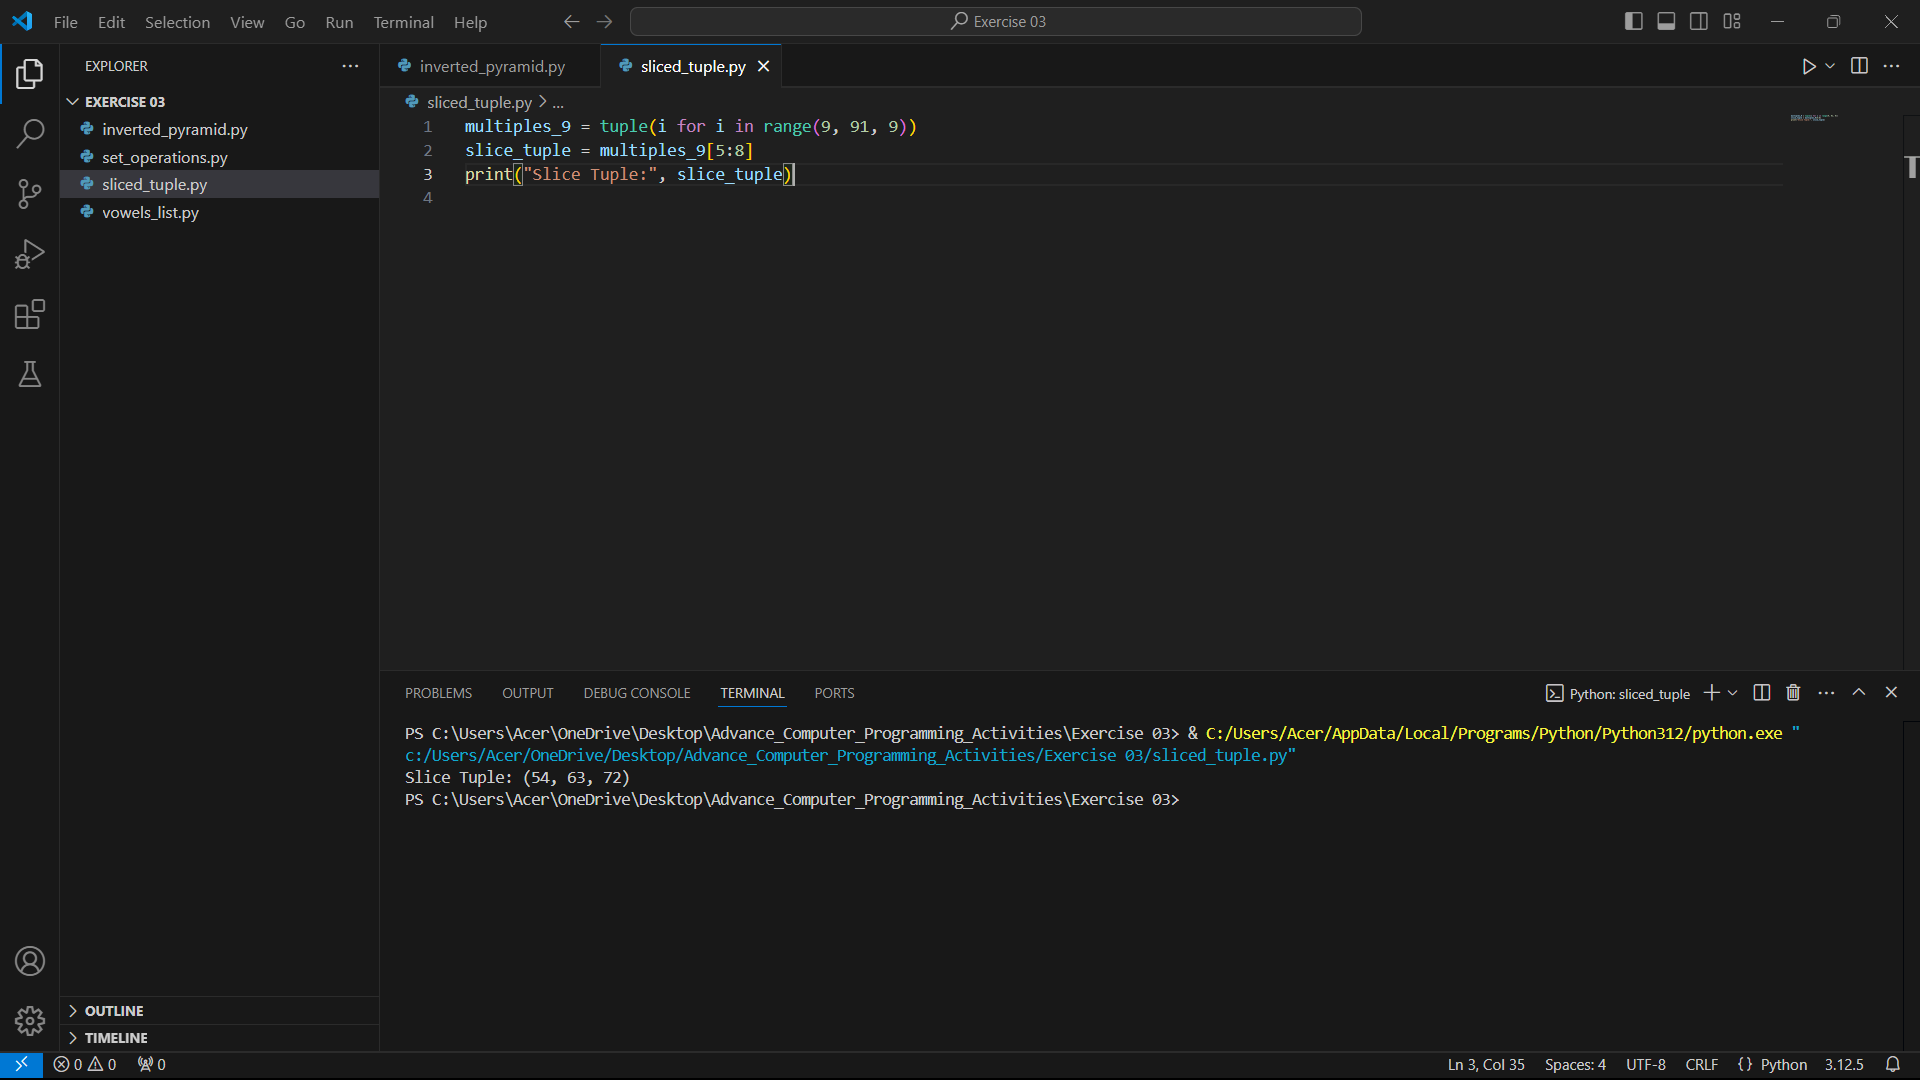 File Edit Selection View Go Run Terminal Help Exercise 03
EXPLORER
EXERCISE 03
inverted_pyramid.py
set_operations.py
sliced_tuple.py
vowels_list.py
OUTLINE
TIMELINE
inverted_pyramid.py sliced_tuple.py
sliced_tuple.py > ...
1 multiples_9 = tuple(i for i in range(9, 91, 9))
2 slice_tuple = multiples_9[5:8]
3 print("Slice Tuple:", slice_tuple)
4
PROBLEMS OUTPUT DEBUG CONSOLE TERMINAL PORTS Python: sliced_tuple
PS C:\Users\Acer\OneDrive\Desktop\Advance_Computer_Programming_Activities\Exercise 03> & C:/Users/Acer/AppData/Local/Programs/Python/Python312/python.exe "
c:/Users/Acer/OneDrive/Desktop/Advance_Computer_Programming_Activities/Exercise 03/sliced_tuple.py"
Slice Tuple: (54, 63, 72)
PS C:\Users\Acer\OneDrive\Desktop\Advance_Computer_Programming_Activities\Exercise 03>
0 0 0 Ln 3, Col 35 Spaces: 4 UTF-8 CRLF {} Python 3.12.5